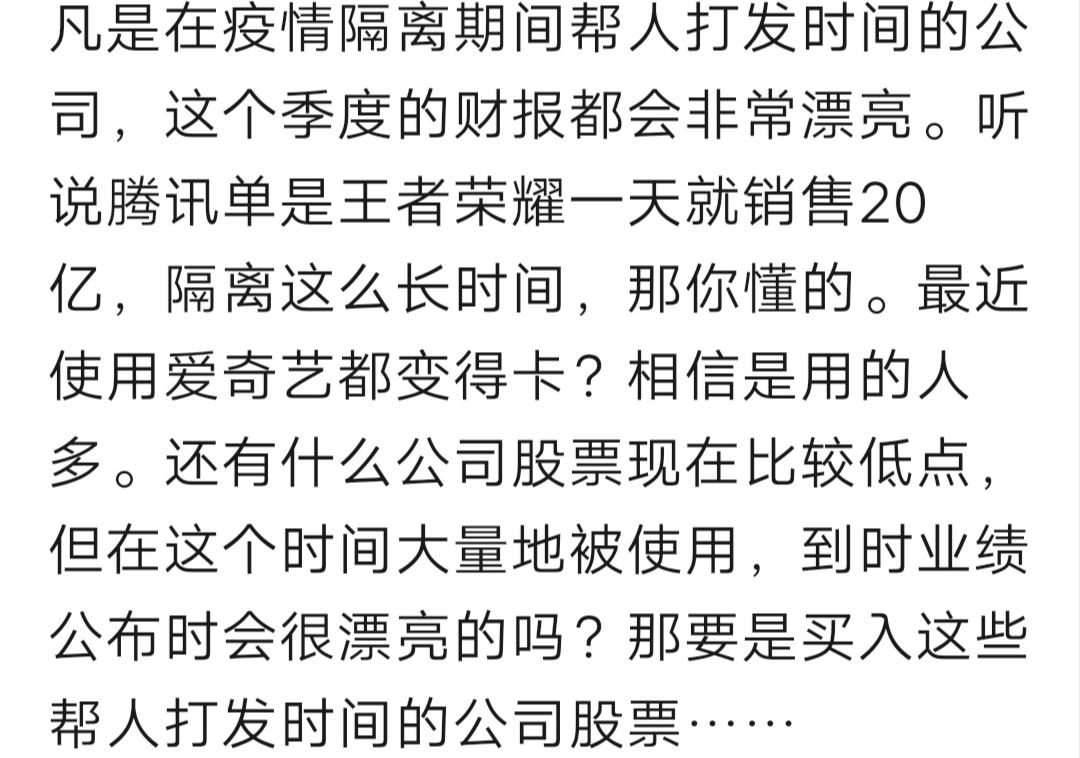 凡是在疫情隔离期间帮人打发时间的公
司，这个季度的财报都会非常漂亮。听
说腾讯单是王者荣耀一天就销售20
亿，隔离这么长时间，那你懂的。最近
使用爱奇艺都变得卡？相信是用的人
多。还有什么公司股票现在比较低点，
但在这个时间大量地被使用，到时业绩
公布时会很漂亮的吗？那要是买入这些
帮人打发时间的公司股票……